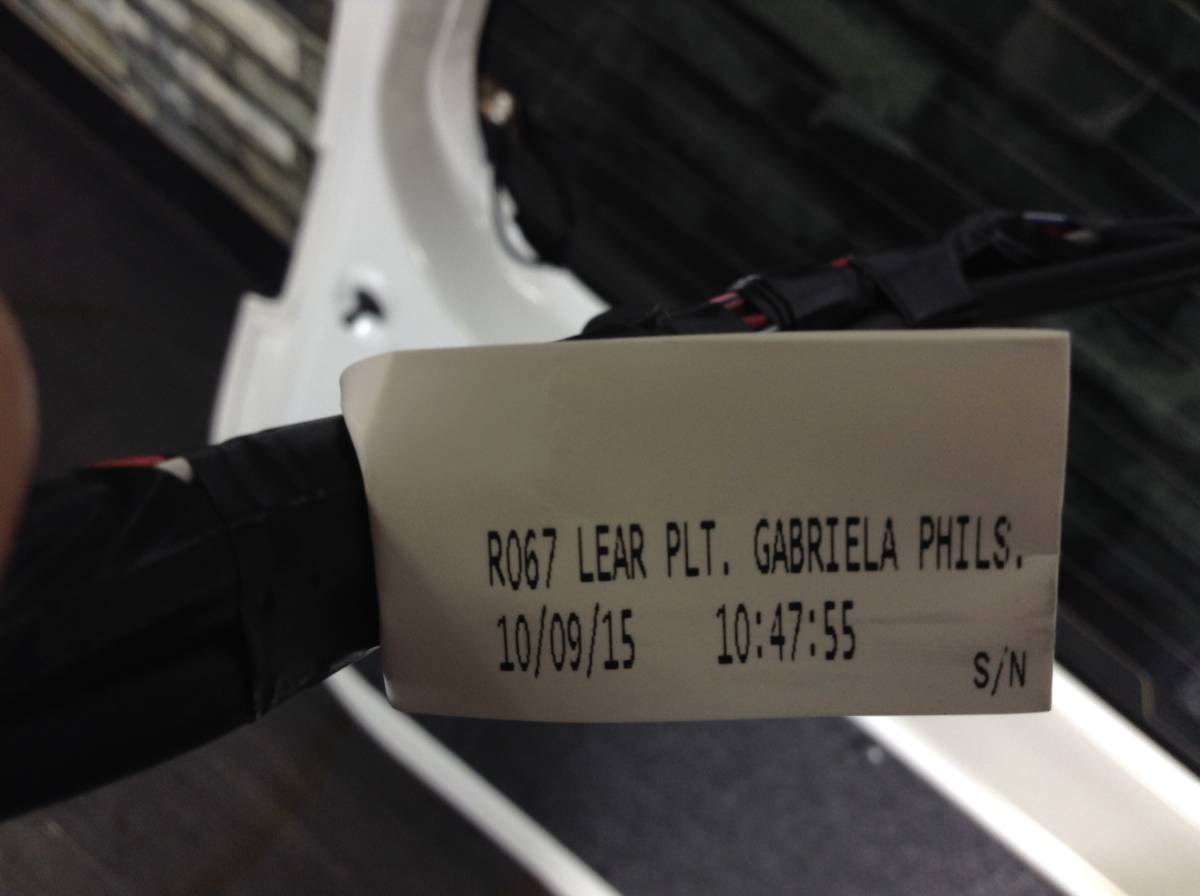 R067 LEAR PLT. GABRIELA PHILS.
10/09/15 10:47:55
S/N